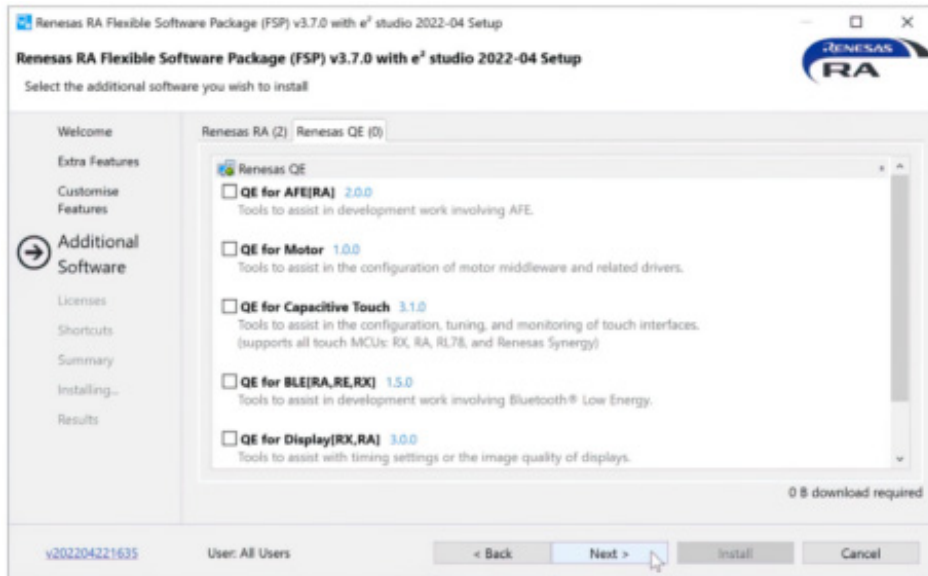 Renesas RA Flexible Software Package (FSP) v3.7.0 with e² studio 2022-04 Setup
Renesas RA Flexible Software Package (FSP) v3.7.0 with e² studio 2022-04 Setup
RENESAS
RA
Select the additional software you wish to install
Welcome
Extra Features
Customise
Features
Additional
Software
Licenses
Shortcuts
Summary
Installing...
Results
Renesas RA (2) Renesas QE (0)
Renesas QE
QE for AFE[RA] 2.0.0
Tools to assist in development work involving AFE.
QE for Motor 1.0.0
Tools to assist in the configuration of motor middleware and related drivers.
QE for Capacitive Touch 3.1.0
Tools to assist in the configuration, tuning, and monitoring of touch interfaces.
(supports all touch MCUs: RX, RA, RL78, and Renesas Synergy)
QE for BLE[RA,RE,RX] 1.5.0
Tools to assist in development work involving Bluetooth® Low Energy.
QE for Display[RX,RA] 3.0.0
Tools to assist with timing settings or the image quality of displays.
0 B download required
v202204221635
User: All Users
< Back
Next >
Install
Cancel